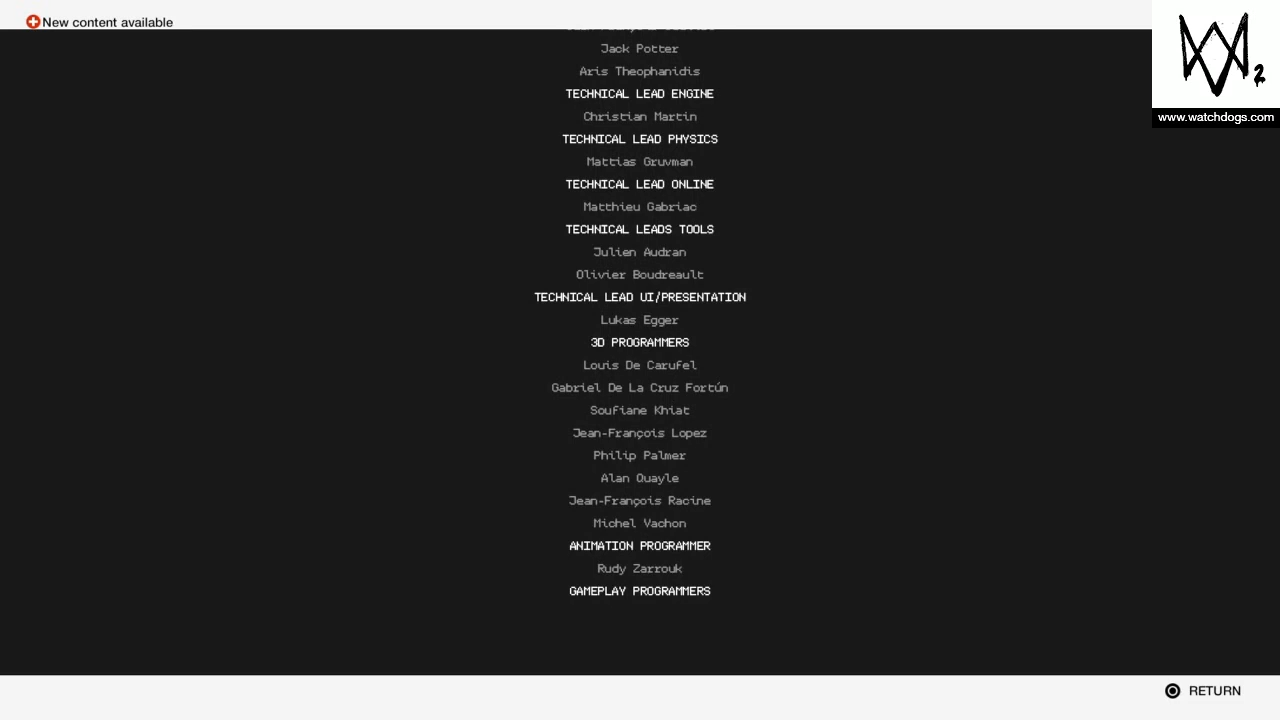 New content available
Jack Potter
Aris Theophanidis
TECHNICAL LEAD ENGINE
Christian Martin
TECHNICAL LEAD PHYSICS
Mattias Gruvman
TECHNICAL LEAD ONLINE
Matthieu Gabriac
TECHNICAL LEADS TOOLS
Julien Audran
Olivier Boudreault
TECHNICAL LEAD UI/PRESENTATION
Lukas Egger
3D PROGRAMMERS
Louis De Carufel
Gabriel De La Cruz Fortún
Soufiane Khiat
Jean-François Lopez
Philip Palmer
Alan Quayle
Jean-François Racine
Michel Vachon
ANIMATION PROGRAMMER
Rudy Zarrouk
GAMEPLAY PROGRAMMERS
2
www.watchdogs.com
RETURN